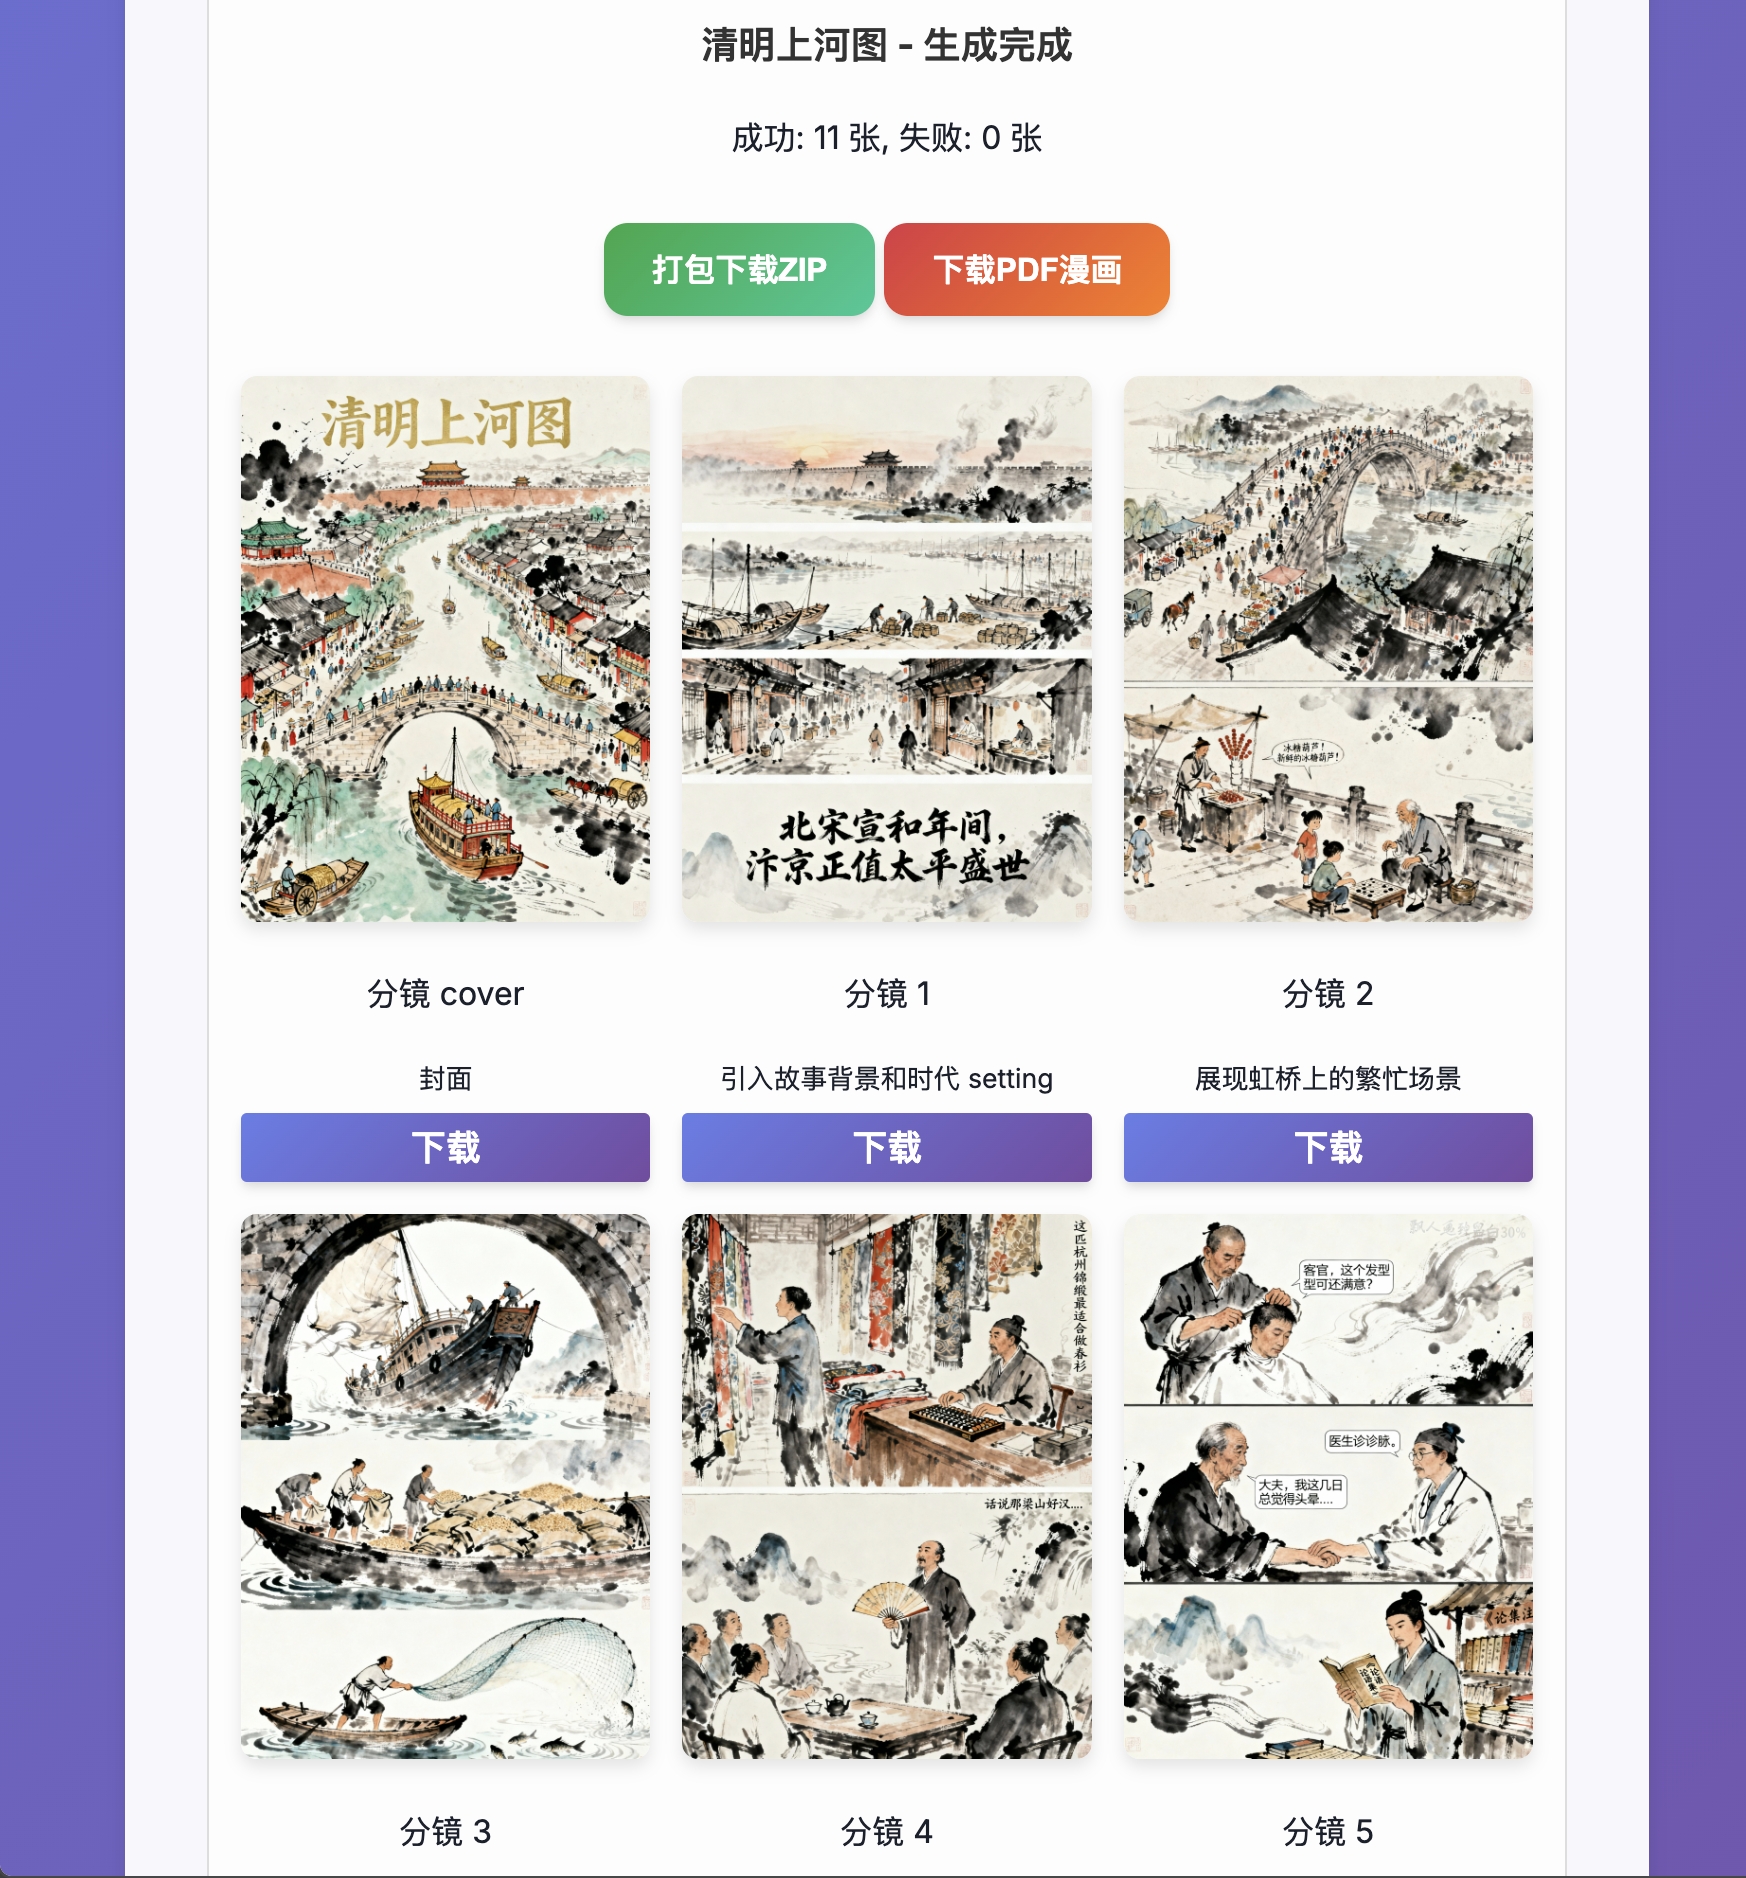 清明上河图 - 生成完成
成功: 11 张, 失败: 0 张
打包下载ZIP
下载PDF漫画
清明上河图
北宋宣和年间，
汴京正值太平盛世
冰糖葫芦！
新鲜的冰糖葫芦！
分镜 cover
分镜 1
分镜 2
封面
引入故事背景和时代 setting
展现虹桥上的繁忙场景
下载
下载
下载
这匹杭州锦缎最适合做春衫
话说那梁山好汉....
客官，这个发型
型可还满意？
医生诊诊脉。
大夫，我这几日
总觉得头晕....
论集注
分镜 3
分镜 4
分镜 5